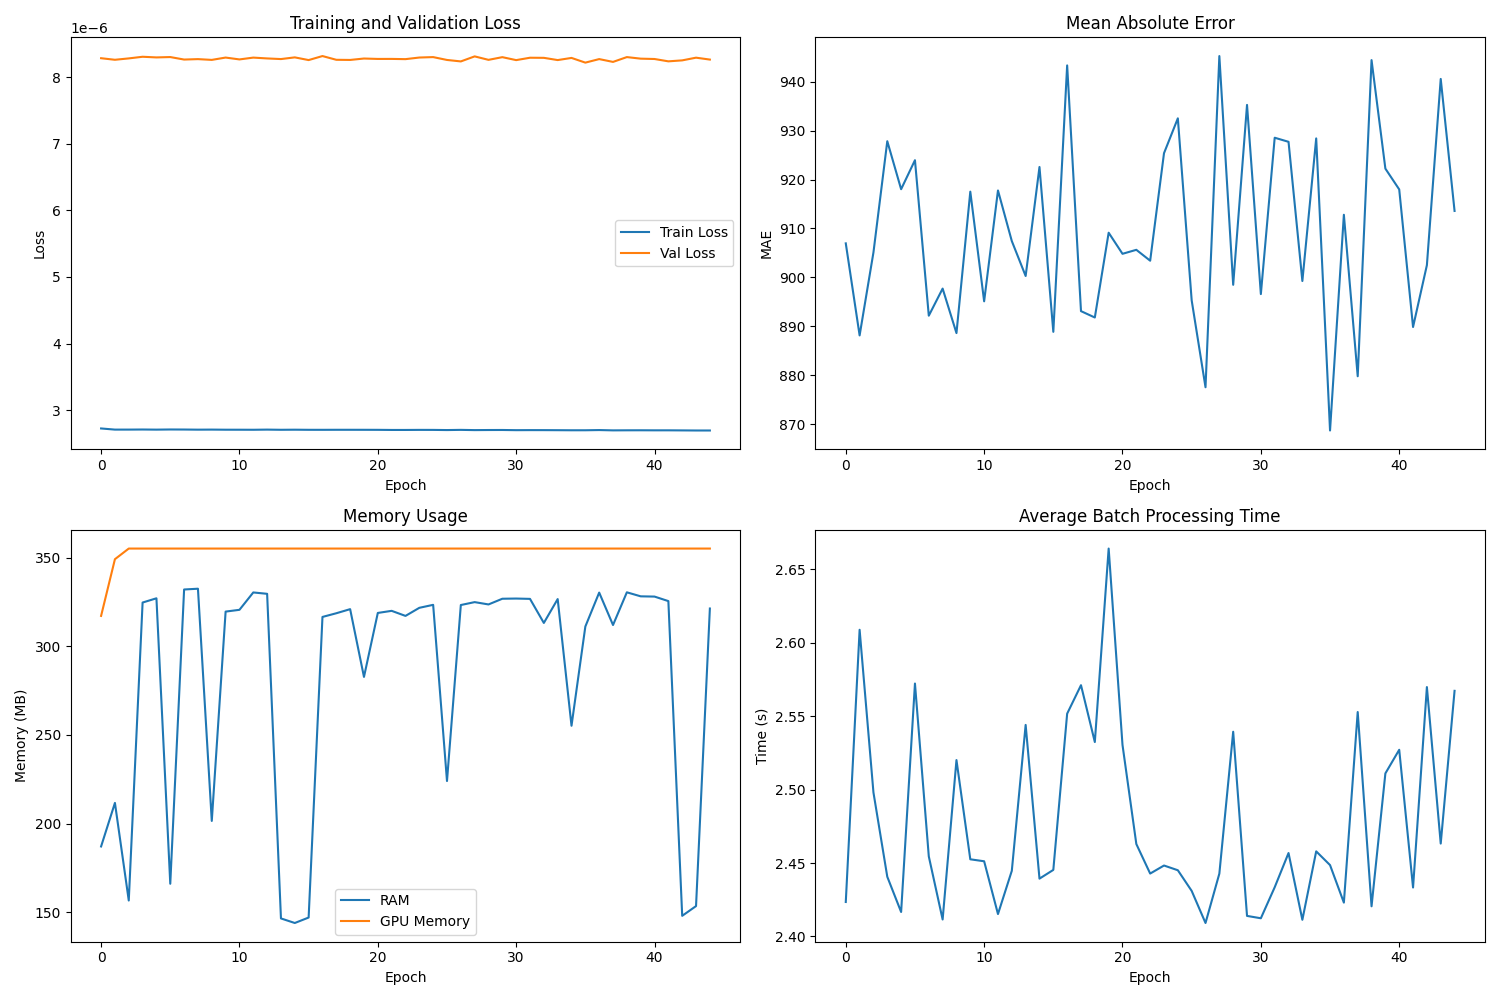 Training and Validation Loss
1e−6
8
7
6
5
4
3
Loss
Train Loss
Val Loss
0 10 20 30 40
Epoch
Mean Absolute Error
940
930
920
910
900
890
880
870
MAE
0 10 20 30 40
Epoch
Memory Usage
350
300
250
200
150
Memory (MB)
RAM
GPU Memory
0 10 20 30 40
Epoch
Average Batch Processing Time
2.65
2.60
2.55
2.50
2.45
2.40
Time (s)
0 10 20 30 40
Epoch